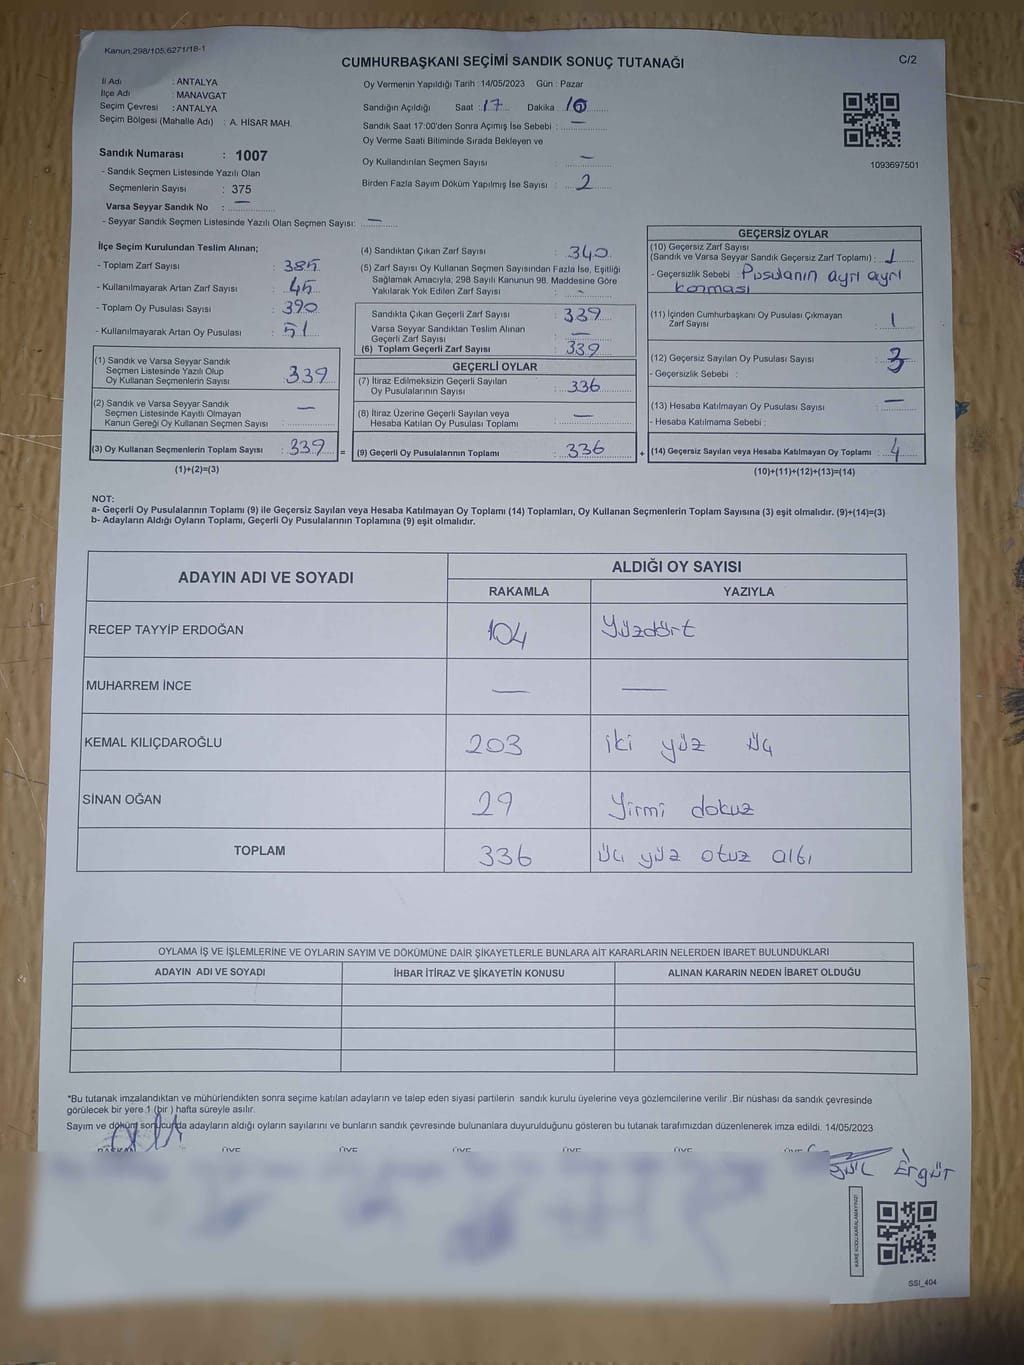 Kanun:298/105;6271/18-1
CUMHURBAŞKANI SEÇİMİ SANDIK SONUÇ TUTANAĞI
C/2
İl Adı : ANTALYA
İlçe Adı : MANAVGAT
Seçim Çevresi : ANTALYA
Seçim Bölgesi (Mahalle Adı) : A. HİSAR MAH.
Sandık Numarası : 1007
- Sandık Seçmen Listesinde Yazılı Olan
Seçmenlerin Sayısı : 375
Varsa Seyyar Sandık No : —
- Seyyar Sandık Seçmen Listesinde Yazılı Olan Seçmen Sayısı: —
Oy Vermenin Yapıldığı Tarih : 14/05/2023 Gün : Pazar
Sandığın Açıldığı Saat : 17 Dakika :
Sandık Saat 17:00'den Sonra Açımış İse Sebebi : —
Oy Verme Saati Bitiminde Sırada Bekleyen ve
Oy Kullandırılan Seçmen Sayısı : —
Birden Fazla Sayım Döküm Yapılmış İse Sayısı : 2
1093697501
İlçe Seçim Kurulundan Teslim Alınan;
- Toplam Zarf Sayısı : 385
- Kullanılmayarak Artan Zarf Sayısı : 45
- Toplam Oy Pusulası Sayısı : 390
- Kullanılmayarak Artan Oy Pusulası : 51
(1) Sandık ve Varsa Seyyar Sandık
Seçmen Listesinde Yazılı Olup
Oy Kullanan Seçmenlerin Sayısı : 339
(2) Sandık ve Varsa Seyyar Sandık
Seçmen Listesinde Kayıtlı Olmayan
Kanun Gereği Oy Kullanan Seçmen Sayısı : —
(3) Oy Kullanan Seçmenlerin Toplam Sayısı : 339 =
(1)+(2)=(3)
(4) Sandıktan Çıkan Zarf Sayısı : 340
(5) Zarf Sayısı Oy Kullanan Seçmen Sayısından Fazla İse, Eşitliği
Sağlamak Amacıyla, 298 Sayılı Kanunun 98. Maddesine Göre
Yakılarak Yok Edilen Zarf Sayısı : -
Sandıkta Çıkan Geçerli Zarf Sayısı : 339
Varsa Seyyar Sandıktan Teslim Alınan
Geçerli Zarf Sayısı : —
(6) Toplam Geçerli Zarf Sayısı : 339
GEÇERLİ OYLAR
(7) İtiraz Edilmeksizin Geçerli Sayılan
Oy Pusulalarının Sayısı : 336
(8) İtiraz Üzerine Geçerli Sayılan veya
Hesaba Katılan Oy Pusulası Toplamı : —
(9) Geçerli Oy Pusulalarının Toplamı : 336 +
GEÇERSİZ OYLAR
(10) Geçersiz Zarf Sayısı
(Sandık ve Varsa Seyyar Sandık Geçersiz Zarf Toplamı) : 1
- Geçersizlik Sebebi : Pusulanın ayrı ayrı
konması
(11) İçinden Cumhurbaşkanı Oy Pusulası Çıkmayan
Zarf Sayısı : 1
(12) Geçersiz Sayılan Oy Pusulası Sayısı : 3
- Geçersizlik Sebebi :
(13) Hesaba Katılmayan Oy Pusulası Sayısı : —
- Hesaba Katılmama Sebebi :
(14) Geçersiz Sayılan veya Hesaba Katılmayan Oy Toplamı : 4
(10)+(11)+(12)+(13)=(14)
NOT:
a- Geçerli Oy Pusulalarının Toplamı (9) ile Geçersiz Sayılan veya Hesaba Katılmayan Oy Toplamı (14) Toplamları, Oy Kullanan Seçmenlerin Toplam Sayısına (3) eşit olmalıdır. (9)+(14)=(3)
b- Adayların Aldığı Oyların Toplamı, Geçerli Oy Pusulalarının Toplamına (9) eşit olmalıdır.
ADAYIN ADI VE SOYADI
ALDIĞI OY SAYISI
RAKAMLA YAZIYLA
RECEP TAYYİP ERDOĞAN 104 Yüzdört
MUHARREM İNCE — —
KEMAL KILIÇDAROĞLU 203 iki yüz üç
SİNAN OĞAN 29 Yirmi dokuz
TOPLAM 336 Üç yüz otuz altı
OYLAMA İŞ VE İŞLEMLERİNE VE OYLARIN SAYIM VE DÖKÜMÜNE DAİR ŞİKAYETLERLE BUNLARA AİT KARARLARIN NELERDEN İBARET BULUNDUKLARI
ADAYIN ADI VE SOYADI İHBAR İTİRAZ VE ŞİKAYETİN KONUSU ALINAN KARARIN NEDEN İBARET OLDUĞU
*Bu tutanak imzalandıktan ve mühürlendikten sonra seçime katılan adayların ve talep eden siyasi partilerin sandık kurulu üyelerine veya gözlemcilerine verilir .Bir nüshası da sandık çevresinde
görülecek bir yere 1 (bir ) hafta süreyle asılır.
Sayım ve döküm sonucunda adayların aldığı oyların sayılarını ve bunların sandık çevresinde bulunanlara duyurulduğunu gösteren bu tutanak tarafımızdan düzenlenerek imza edildi. 14/05/2023
BAŞKAN ÜYE ÜYE ÜYE ÜYE ÜYE ÜYE
Ergür
KARE KODU KARALAMAYINIZ!
SSİ_404